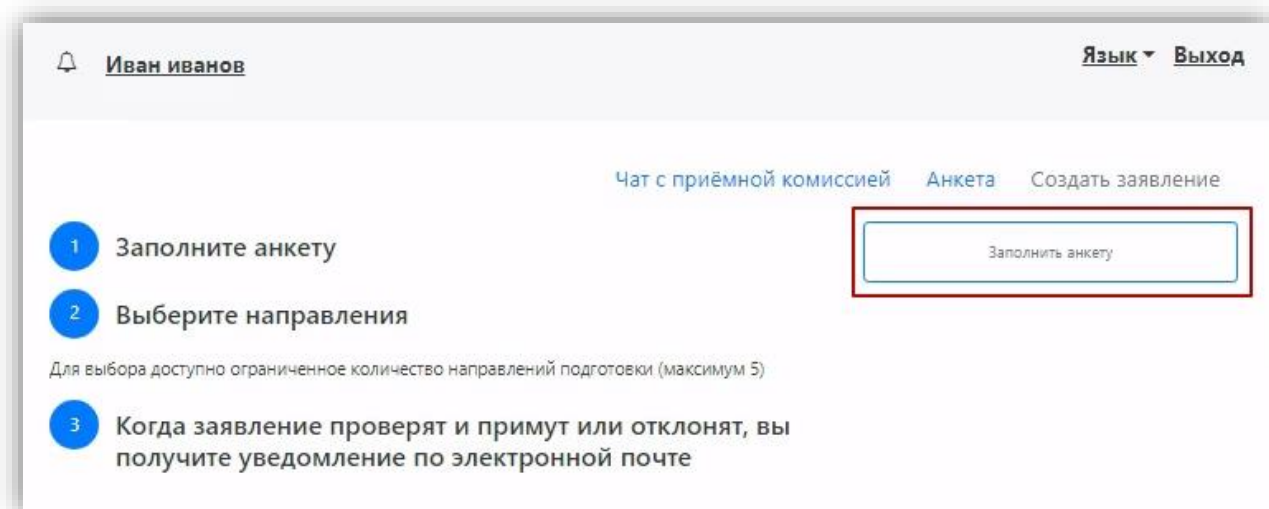 Иван иванов
Язык Выход
Чат с приёмной комиссией Анкета Создать заявление
1 Заполните анкету
Заполнить анкету
2 Выберите направления
Для выбора доступно ограниченное количество направлений подготовки (максимум 5)
3 Когда заявление проверят и примут или отклонят, вы
получите уведомление по электронной почте